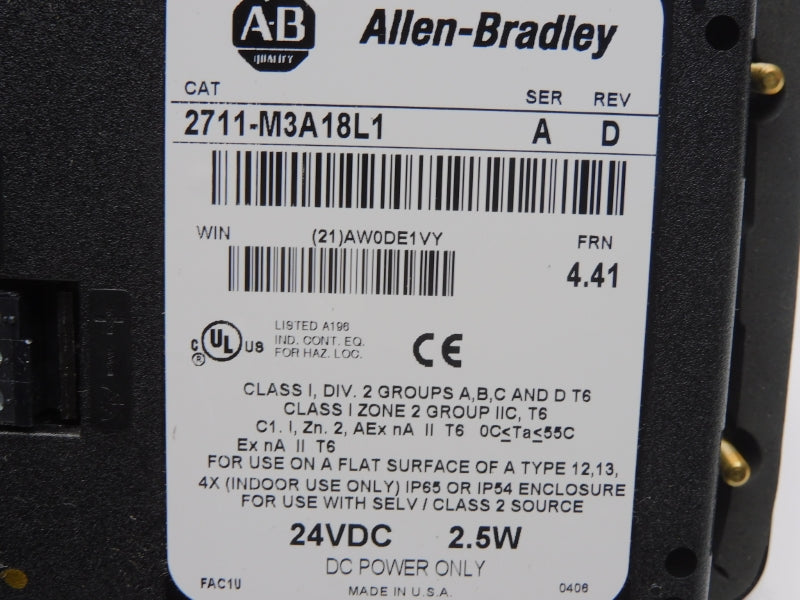 A-B
QUALITY
Allen-Bradley
CAT SER REV
2711-M3A18L1 A D
WIN (21)AW0DE1VY FRN
4.41
C UL US
R
LISTED A196
IND. CONT. EQ.
FOR HAZ. LOC.
CE
CLASS I, DIV. 2 GROUPS A,B,C AND D T6
CLASS I ZONE 2 GROUP IIC, T6
C1. I, Zn. 2, AEx nA II T6 0C≤Ta≤55C
Ex nA II T6
FOR USE ON A FLAT SURFACE OF A TYPE 12,13,
4X (INDOOR USE ONLY) IP65 OR IP54 ENCLOSURE
FOR USE WITH SELV / CLASS 2 SOURCE
24VDC 2.5W
DC POWER ONLY
FAC1U MADE IN U.S.A. 0406